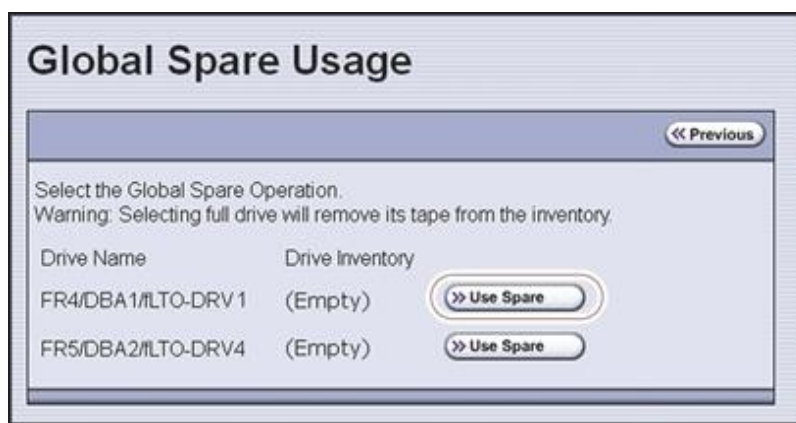 Global Spare Usage
<< Previous
Select the Global Spare Operation.
Warning: Selecting full drive will remove its tape from the inventory.
Drive Name Drive Inventory
FR4/DBA1/fLTO-DRV1 (Empty) >> Use Spare
FR5/DBA2/fLTO-DRV4 (Empty) >> Use Spare